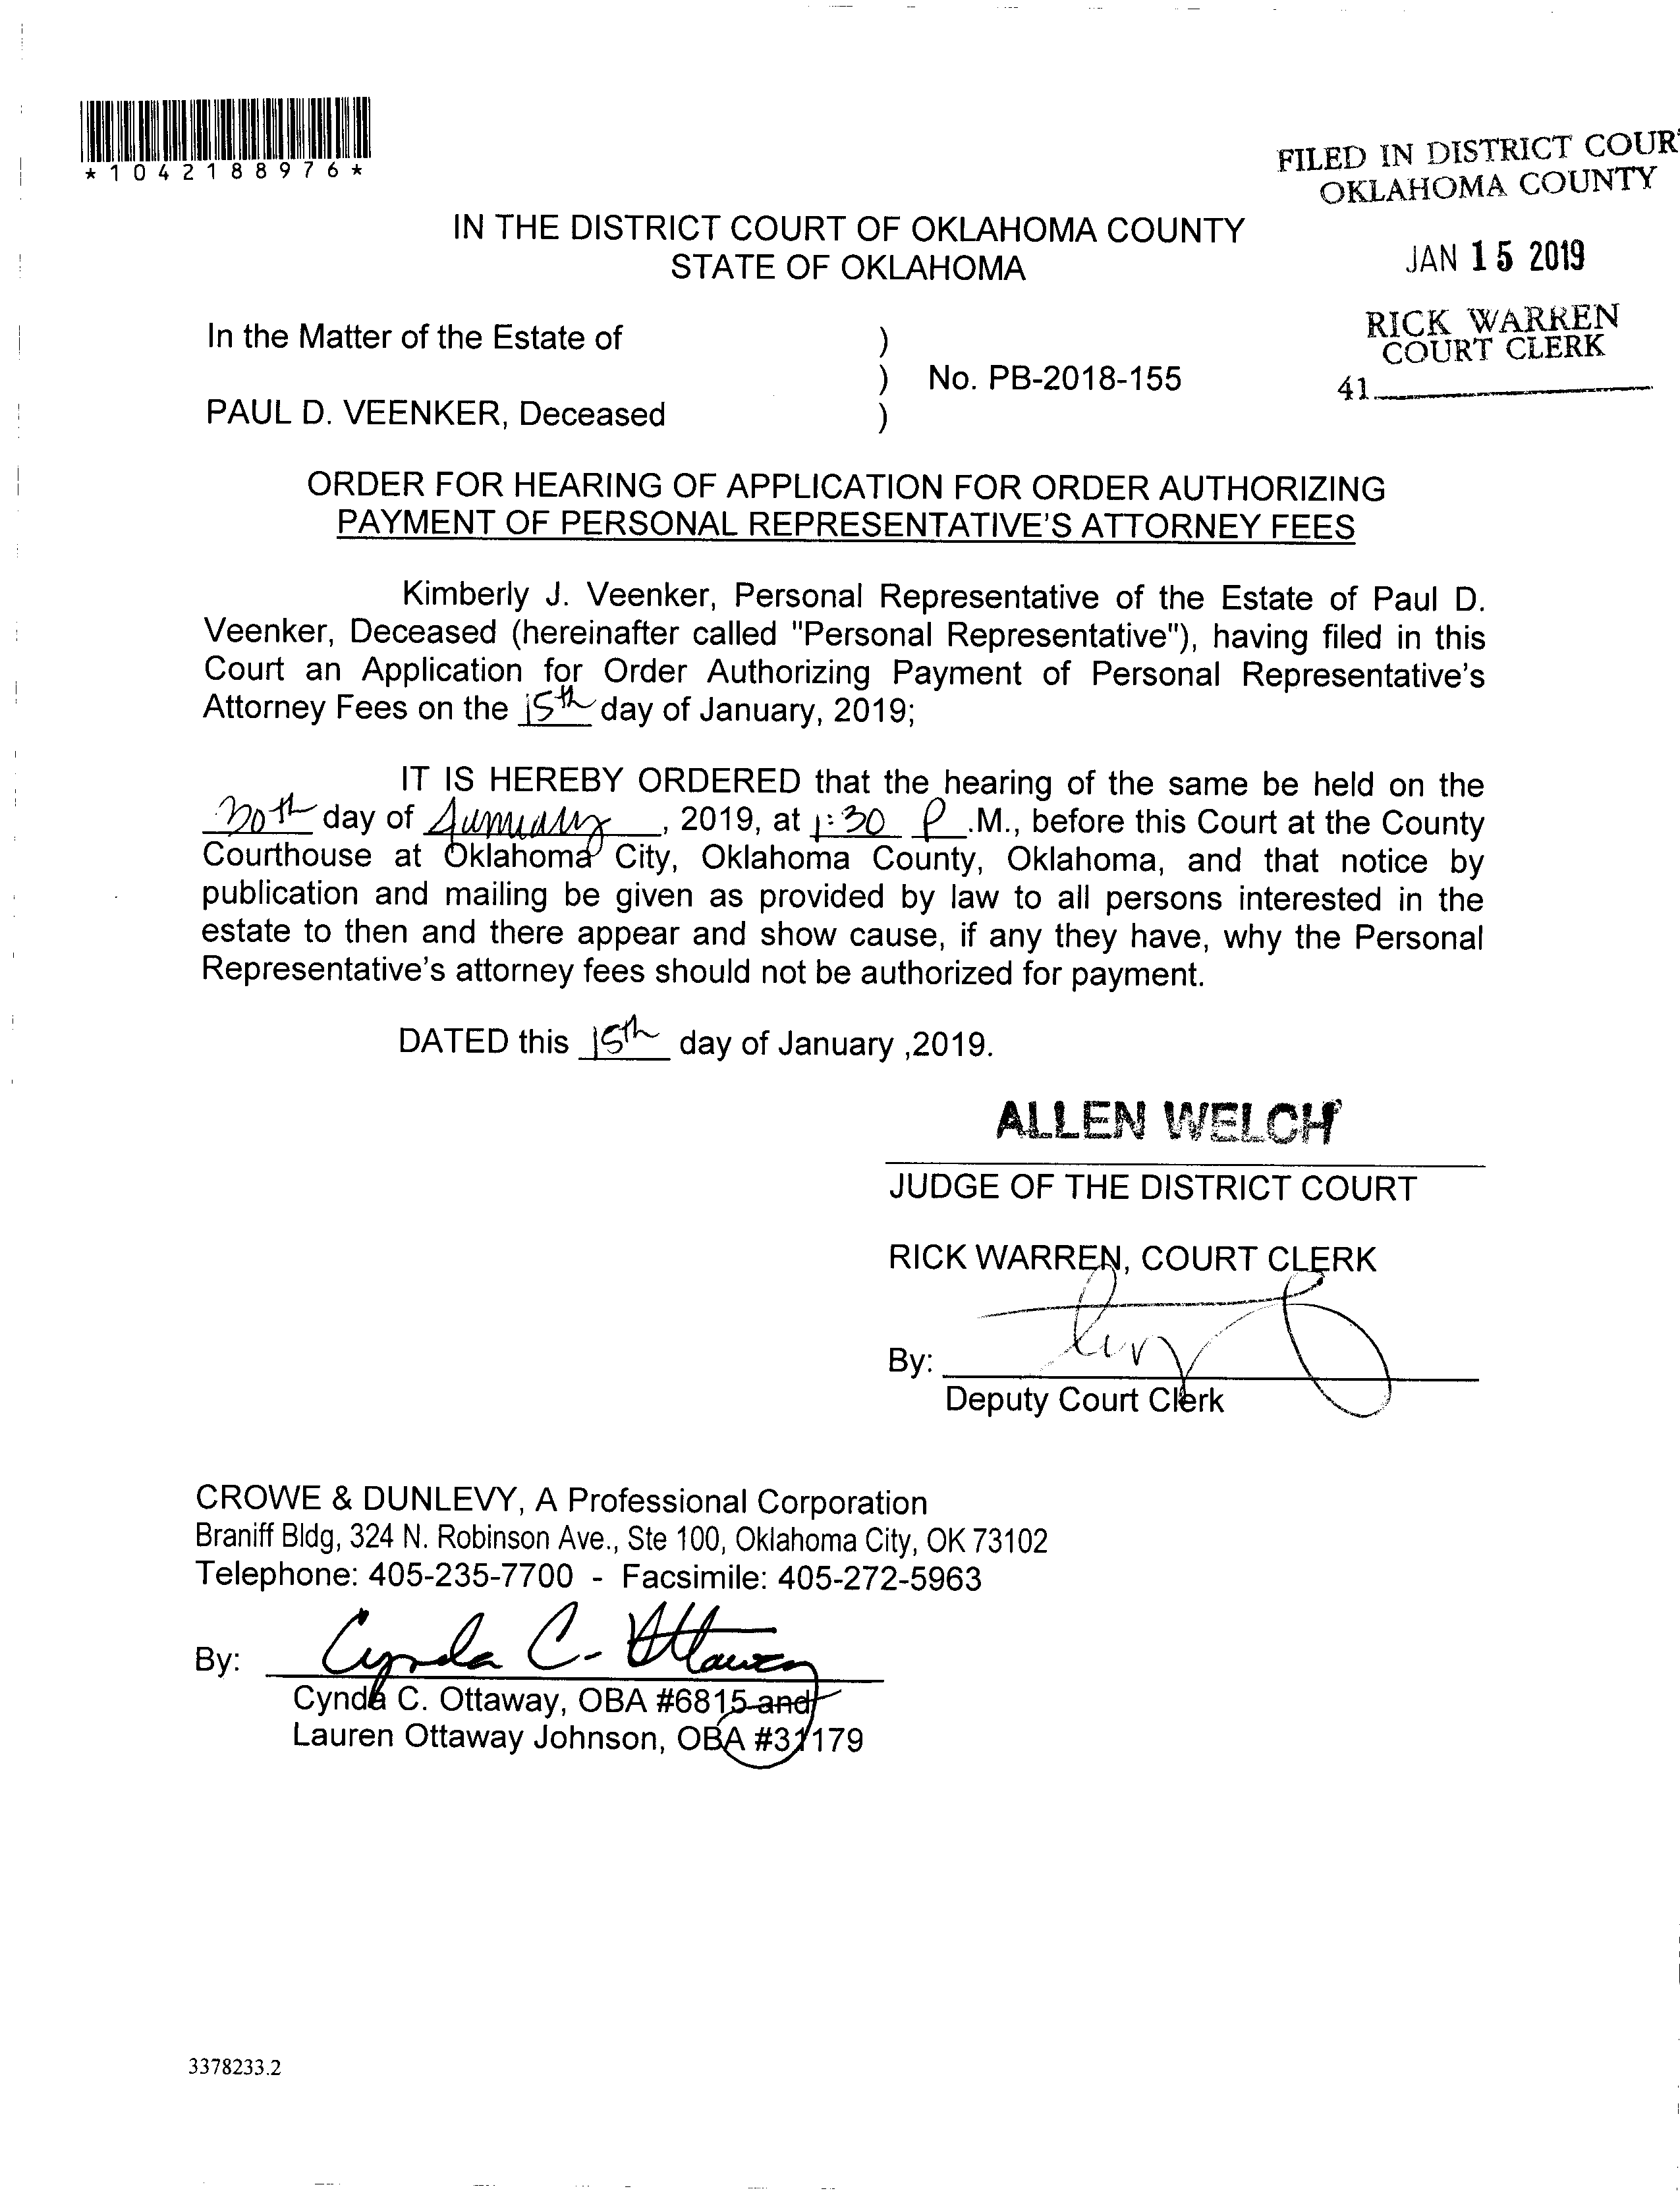 *1042188976*
FILED IN DISTRICT COUR
OKLAHOMA COUNTY
JAN 15 2019
RICK WARREN
COURT CLERK
41
IN THE DISTRICT COURT OF OKLAHOMA COUNTY
STATE OF OKLAHOMA
In the Matter of the Estate of )
) No. PB-2018-155
PAUL D. VEENKER, Deceased )
ORDER FOR HEARING OF APPLICATION FOR ORDER AUTHORIZING
PAYMENT OF PERSONAL REPRESENTATIVE'S ATTORNEY FEES
Kimberly J. Veenker, Personal Representative of the Estate of Paul D.
Veenker, Deceased (hereinafter called "Personal Representative"), having filed in this
Court an Application for Order Authorizing Payment of Personal Representative's
Attorney Fees on the 15th day of January, 2019;
IT IS HEREBY ORDERED that the hearing of the same be held on the
day of January, 2019, at 1:30 P.M., before this Court at the County
Courthouse at Oklahoma City, Oklahoma County, Oklahoma, and that notice by
publication and mailing be given as provided by law to all persons interested in the
estate to then and there appear and show cause, if any they have, why the Personal
Representative's attorney fees should not be authorized for payment.
DATED this 15th day of January ,2019.
ALLEN WELCH
JUDGE OF THE DISTRICT COURT
RICK WARREN, COURT CLERK
By:
Deputy Court Clerk
CROWE & DUNLEVY, A Professional Corporation
Braniff Bldg, 324 N. Robinson Ave., Ste 100, Oklahoma City, OK 73102
Telephone: 405-235-7700 - Facsimile: 405-272-5963
By: Cynda C. Ottaway
Cynda C. Ottaway, OBA #6815 and
Lauren Ottaway Johnson, OBA #31179
3378233.2